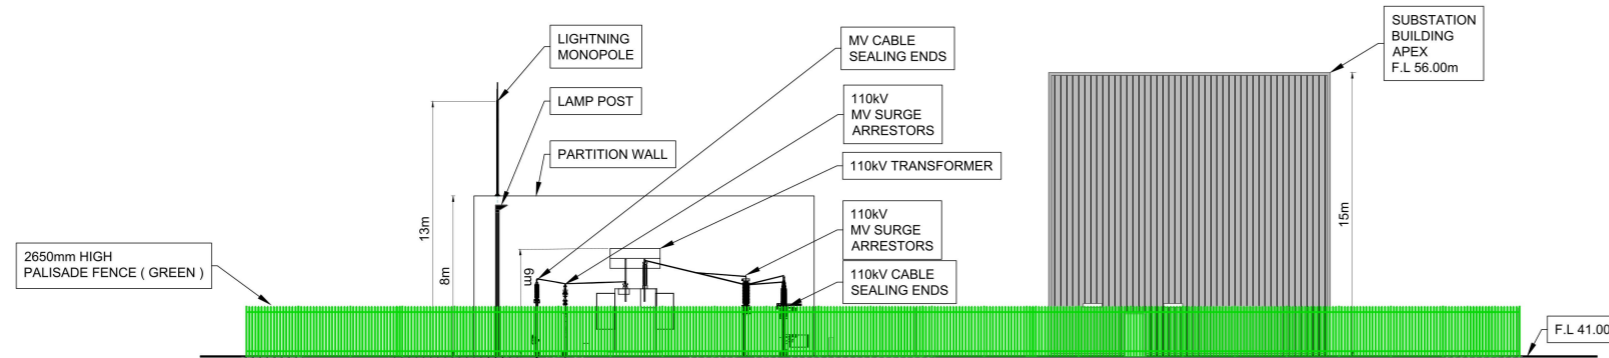 LIGHTNING
MONOPOLE
LAMP POST
PARTITION WALL
MV CABLE
SEALING ENDS
110kV
MV SURGE
ARRESTORS
110kV TRANSFORMER
110kV
MV SURGE
ARRESTORS
110kV CABLE
SEALING ENDS
SUBSTATION
BUILDING
APEX
F.L 56.00m
2650mm HIGH
PALISADE FENCE ( GREEN )
13m
8m
6m
15m
F.L 41.00